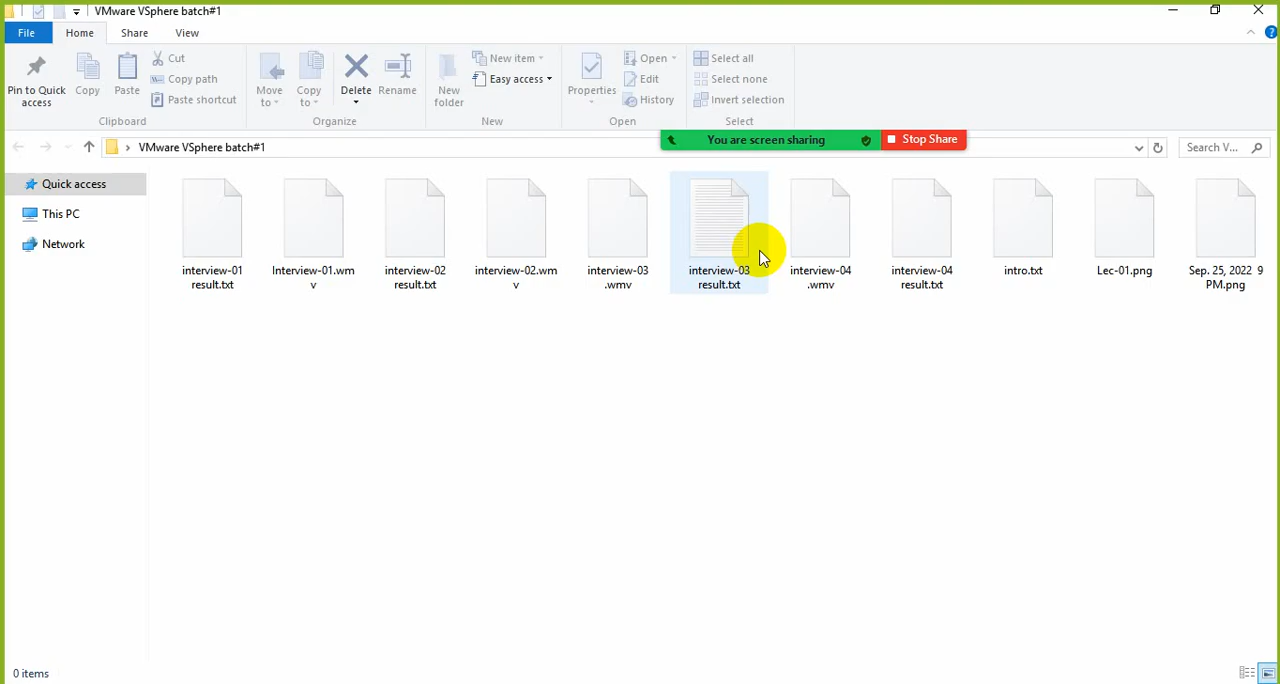 VMware VSphere batch#1
File
Home
Share
View
Pin to Quick access
Copy
Paste
Cut
Copy path
Paste shortcut
Clipboard
Move to
Copy to
Delete
Rename
Organize
New folder
New item
Easy access
New
Properties
Open
Edit
History
Open
Select all
Select none
Invert selection
Select
VMware VSphere batch#1
You are screen sharing
Stop Share
Search V...
Quick access
This PC
Network
interview-01
result.txt
Interview-01.wm
v
interview-02
result.txt
interview-02.wm
v
interview-03
.wmv
interview-03
result.txt
interview-04
.wmv
interview-04
result.txt
intro.txt
Lec-01.png
Sep. 25, 2022 9
PM.png
0 items